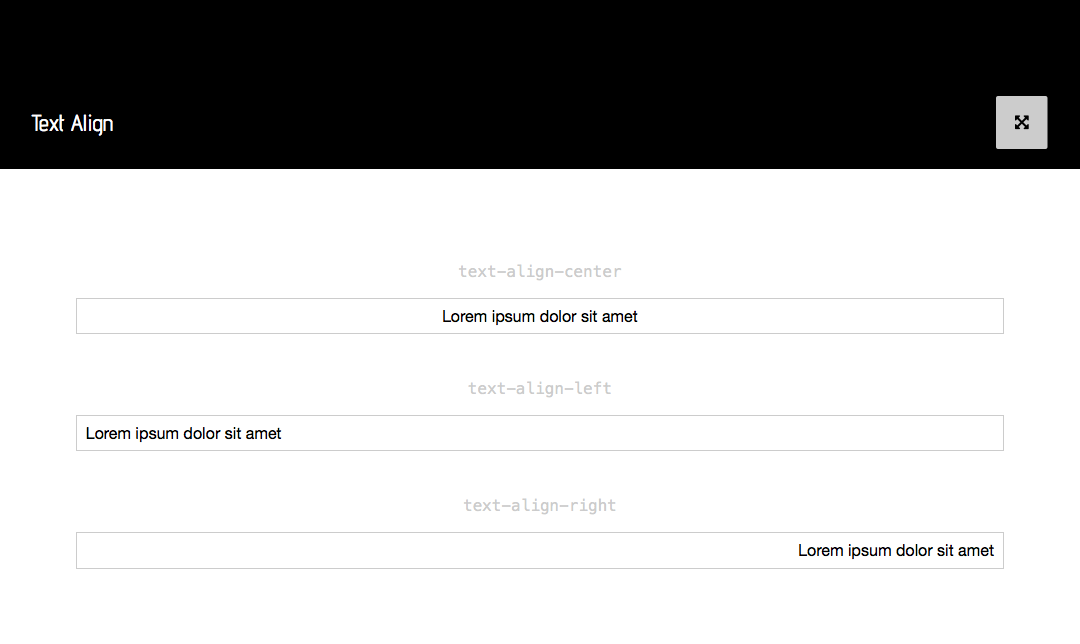 Text Align
text-align-center
Lorem ipsum dolor sit amet
text-align-left
Lorem ipsum dolor sit amet
text-align-right
Lorem ipsum dolor sit amet